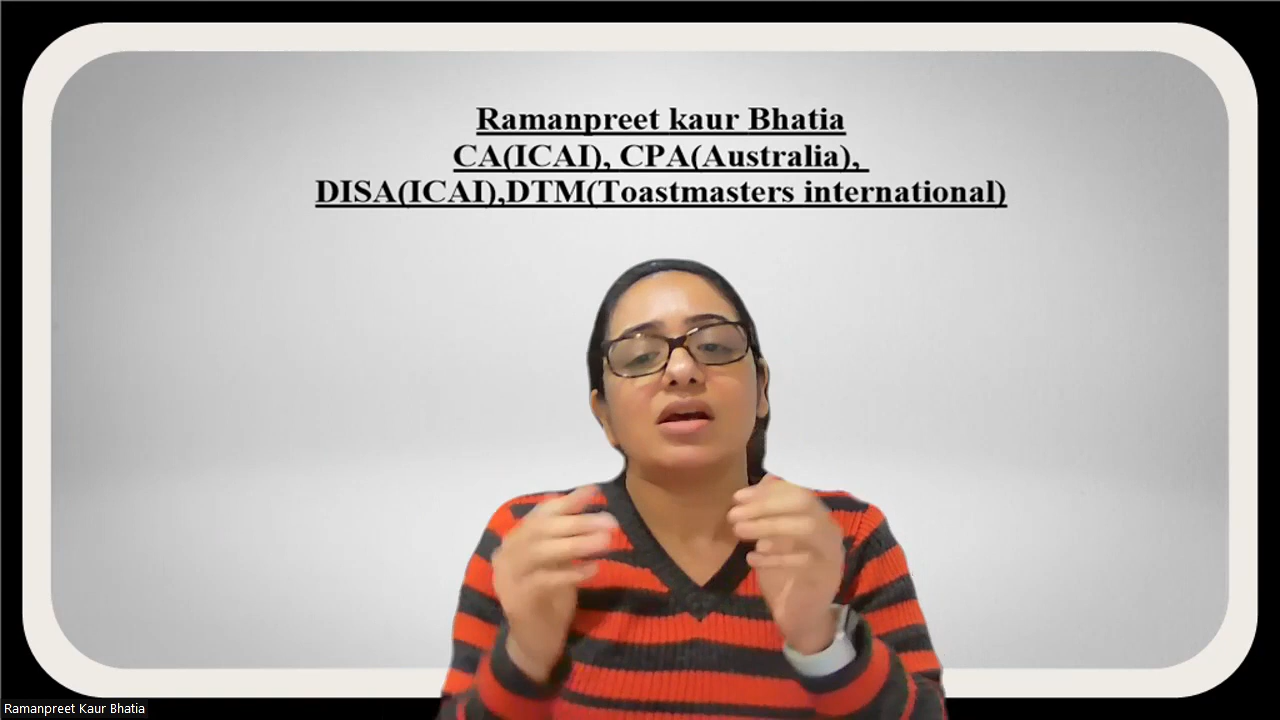 Ramanpreet kaur Bhatia
CA(ICAI), CPA(Australia),
DISA(ICAI),DTM(Toastmasters international)
Ramanpreet Kaur Bhatia